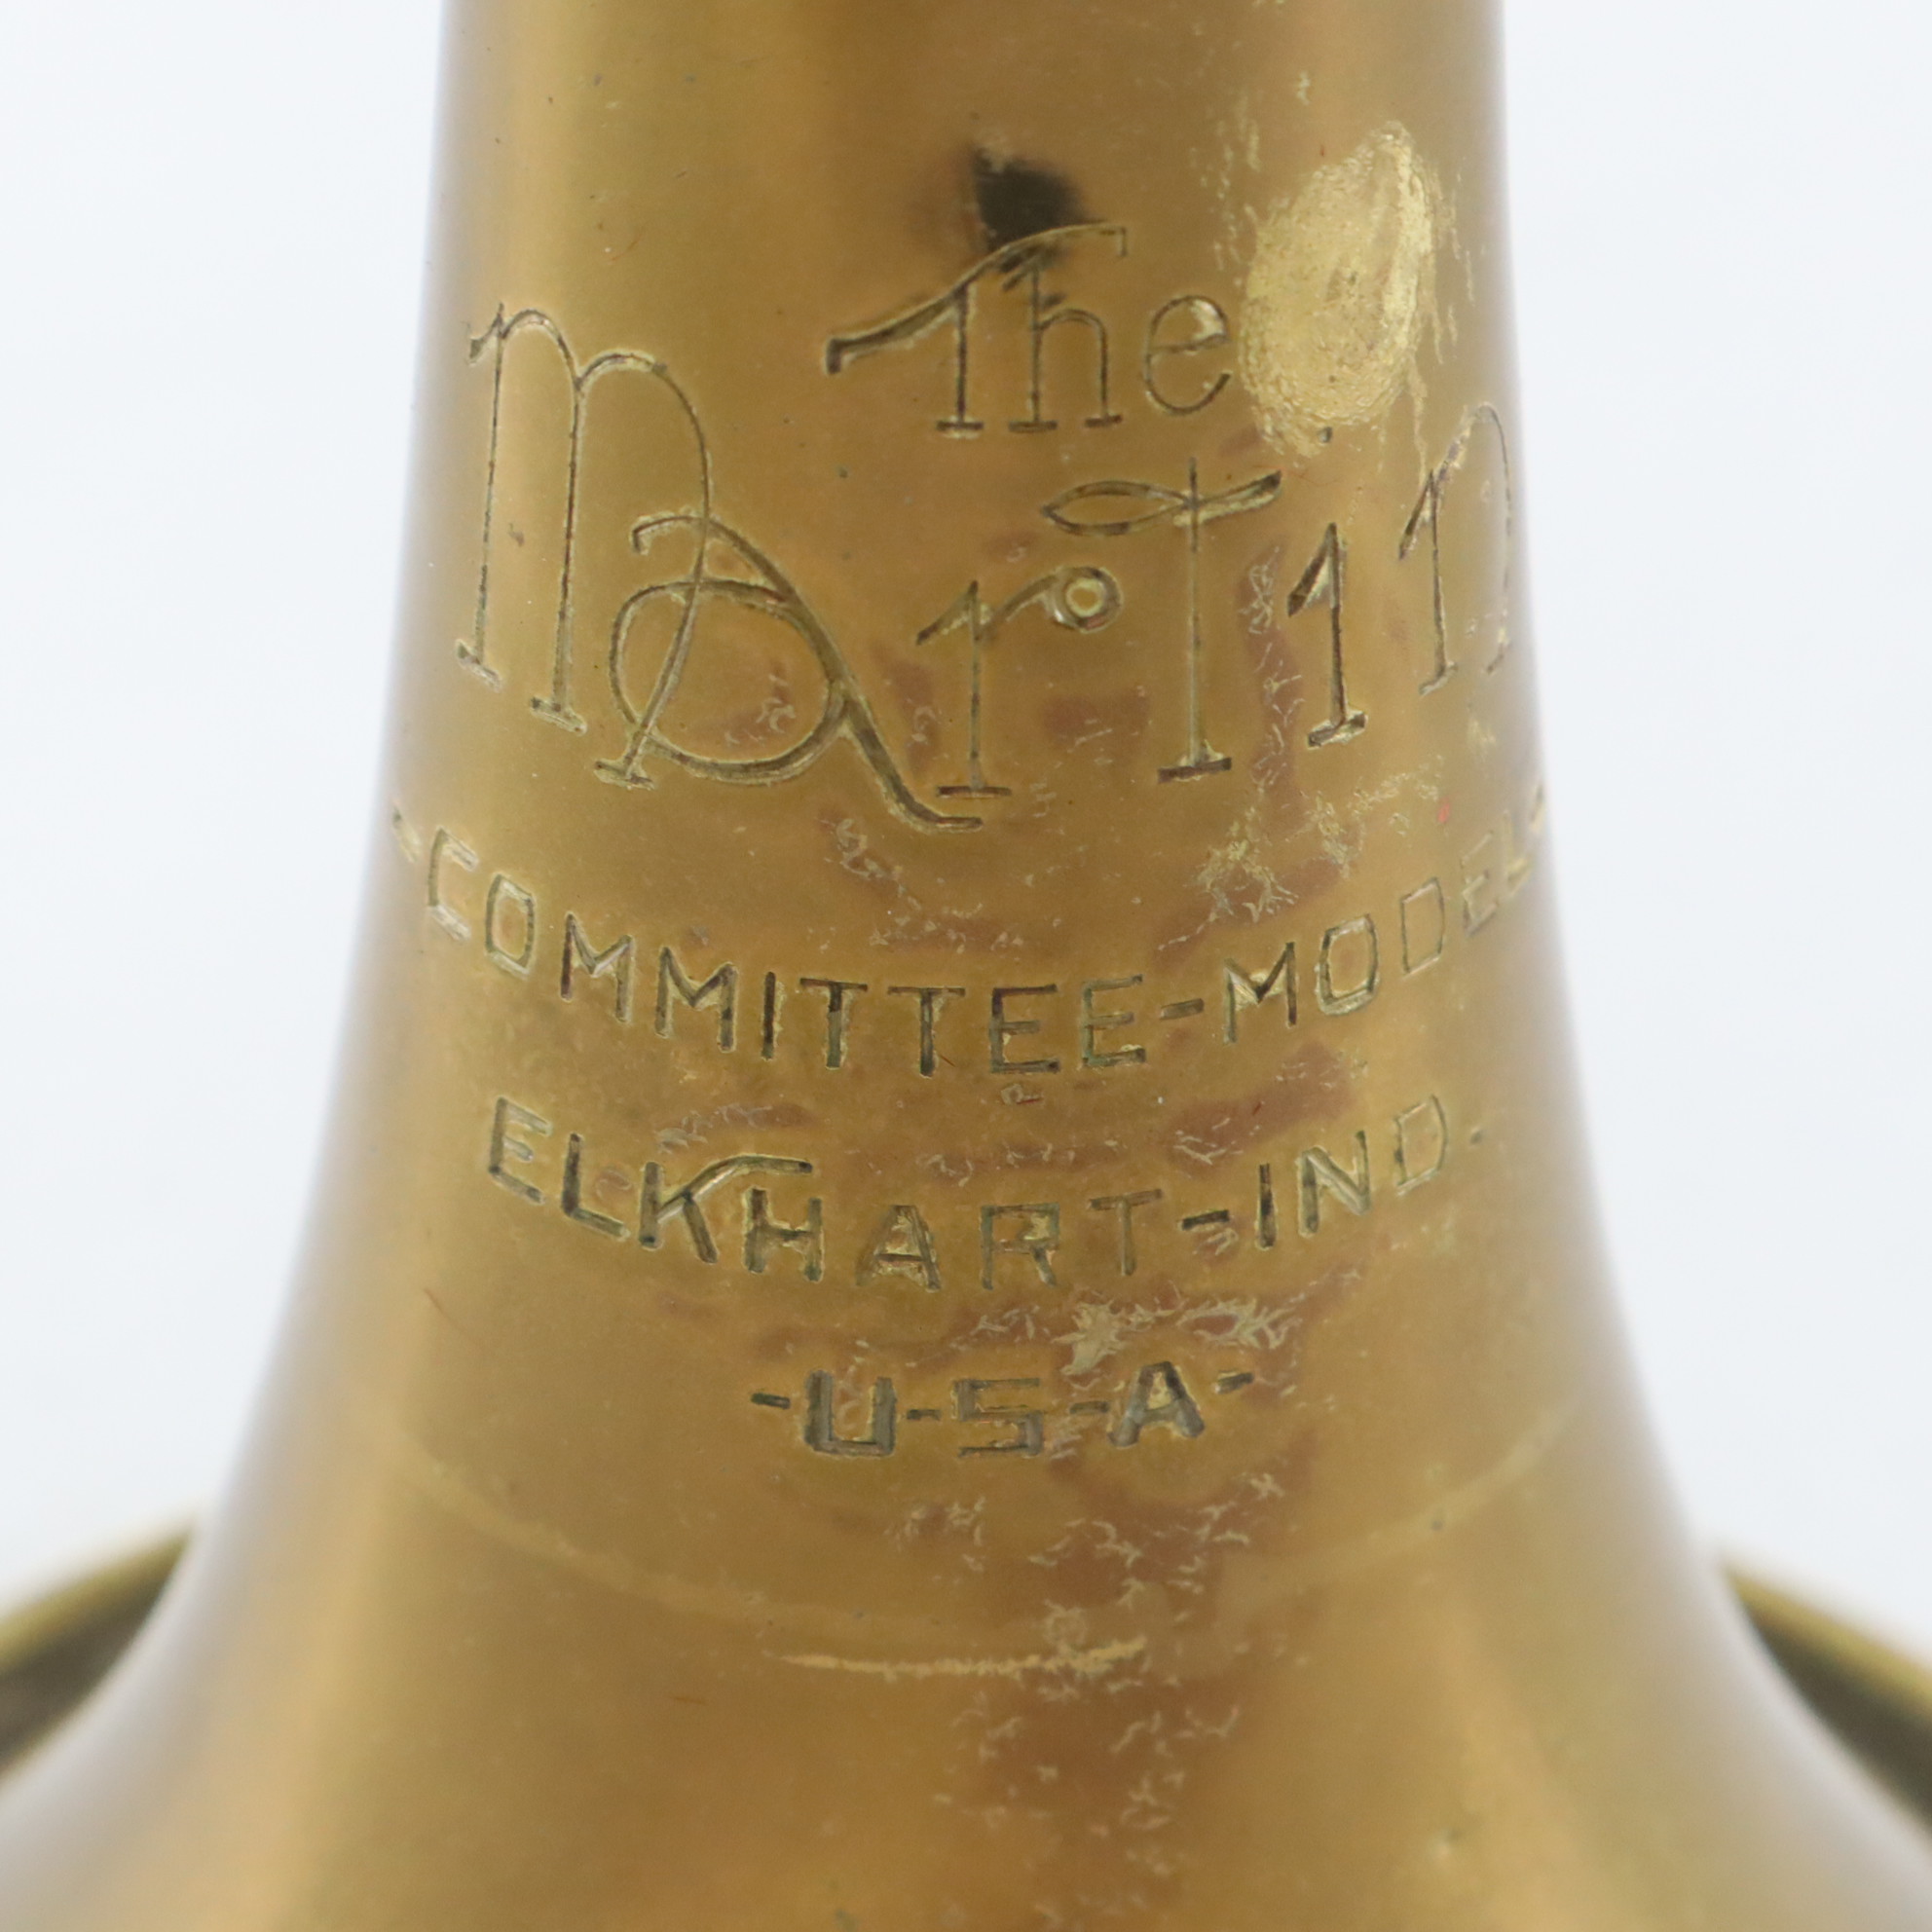 The
Martin
-COMMITTEE-MODEL-
ELKHART-IND-
-U-S-A-